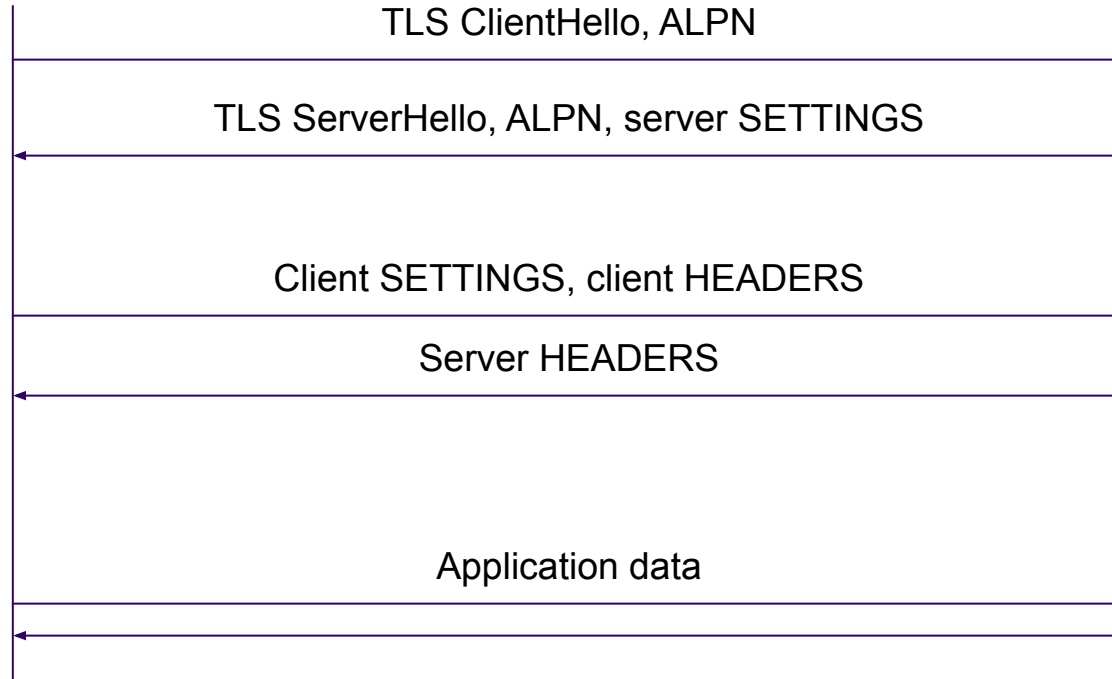 TLS ClientHello, ALPN
TLS ServerHello, ALPN, server SETTINGS
Client SETTINGS, client HEADERS
Server HEADERS
Application data